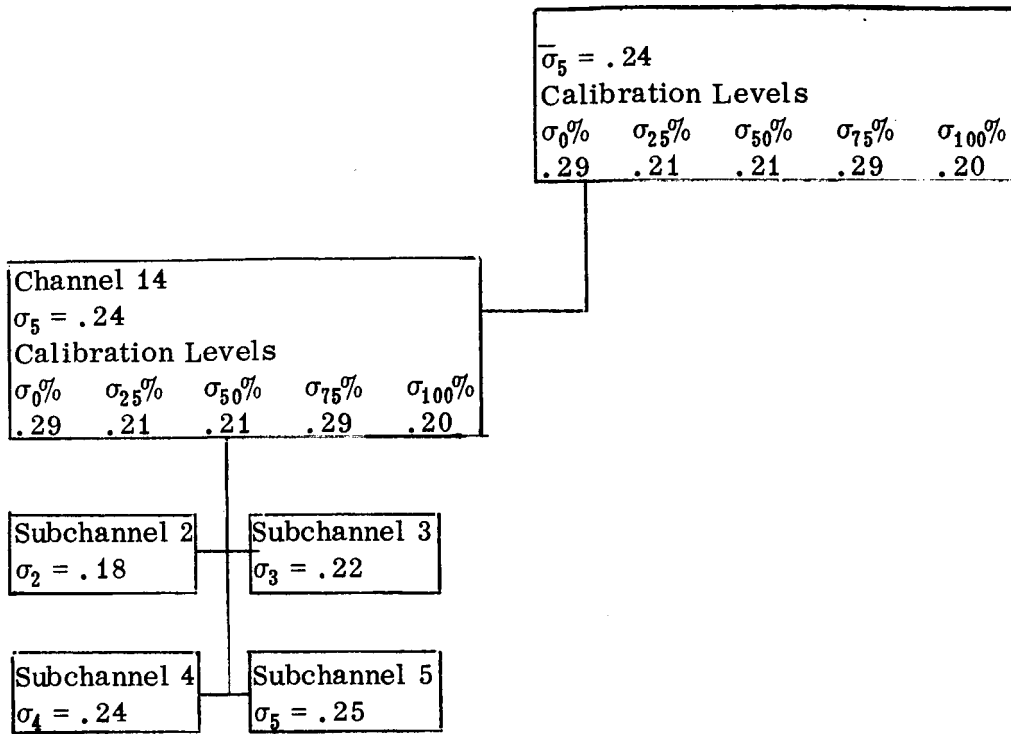 σ̅₅ = .24
Calibration Levels
σ₀% σ₂₅% σ₅₀% σ₇₅% σ₁₀₀%
.29 .21 .21 .29 .20
Channel 14
σ₅ = .24
Calibration Levels
σ₀% σ₂₅% σ₅₀% σ₇₅% σ₁₀₀%
.29 .21 .21 .29 .20
Subchannel 2
σ₂ = .18
Subchannel 3
σ₃ = .22
Subchannel 4
σ₄ = .24
Subchannel 5
σ₅ = .25